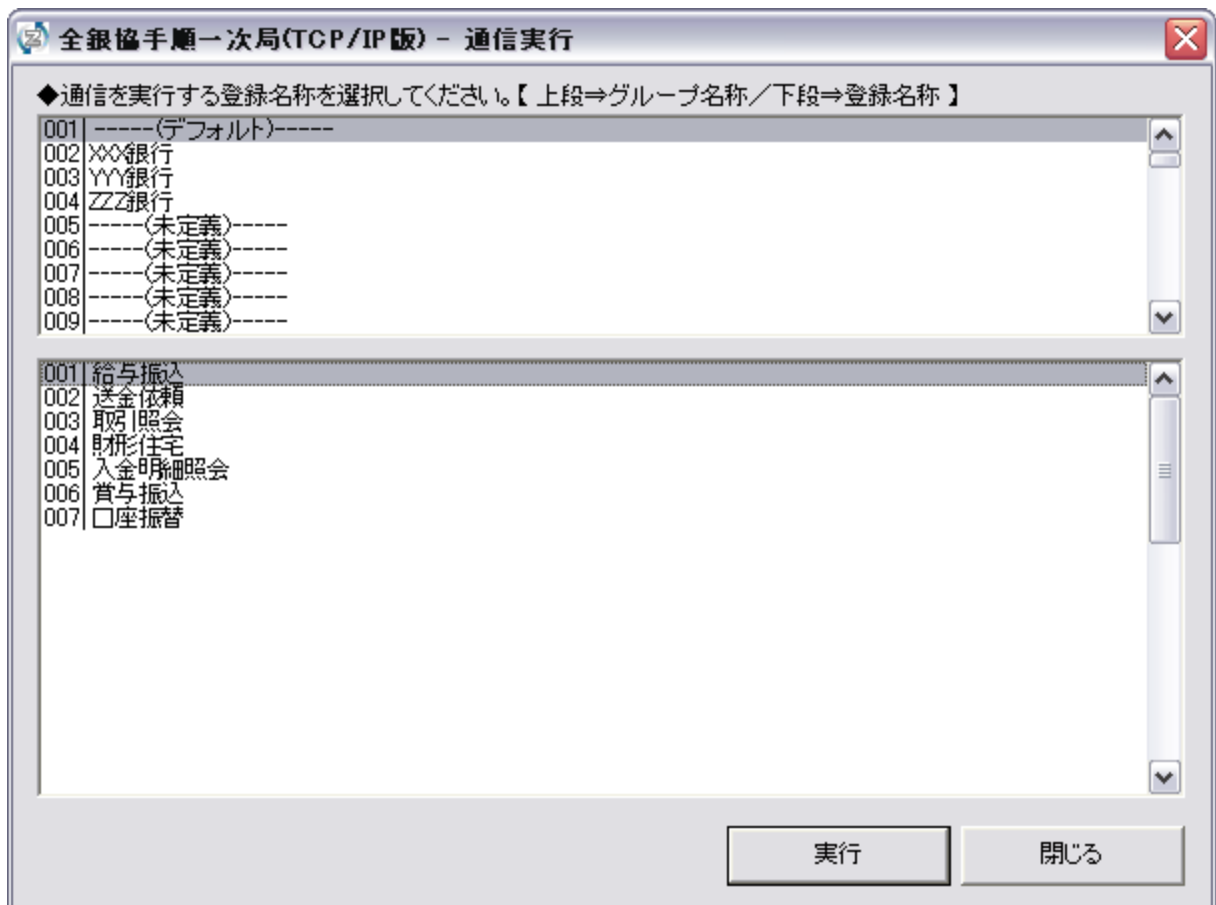 全銀協手順一次局(TCP/IP版) - 通信実行
◆通信を実行する登録名称を選択してください。【 上段⇒グループ名称／下段⇒登録名称 】
001 -----(デフォルト)-----
002 XXX銀行
003 YYY銀行
004 ZZZ銀行
005 -----(未定義)-----
006 -----(未定義)-----
007 -----(未定義)-----
008 -----(未定義)-----
009 -----(未定義)-----
001 給与振込
002 送金依頼
003 取引照会
004 財形住宅
005 入金明細照会
006 賞与振込
007 口座振替
実行 閉じる